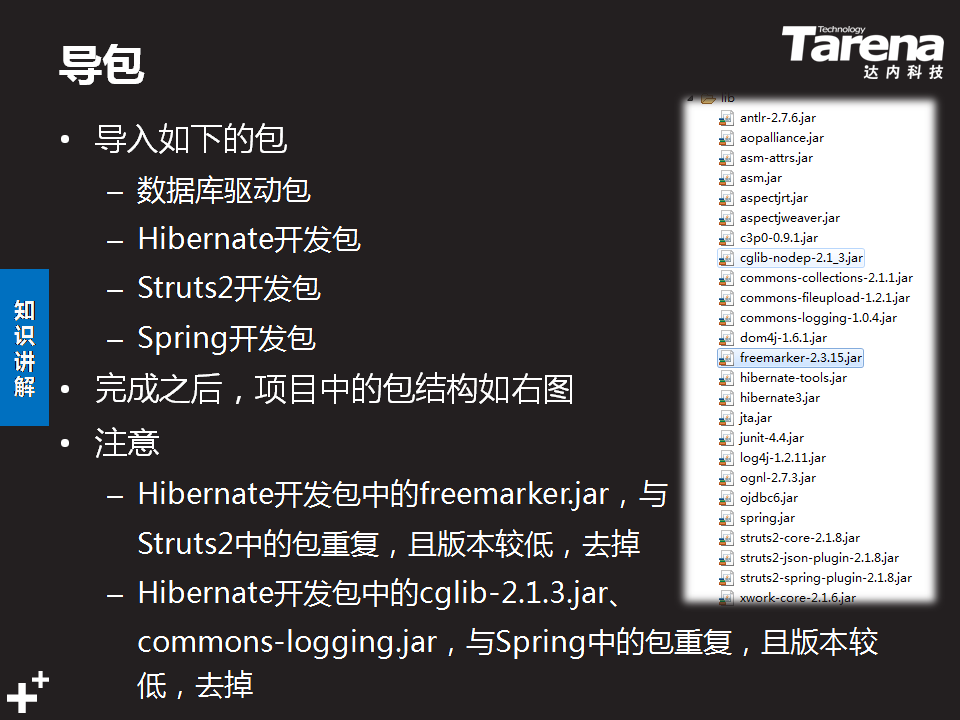 导包
Technology
Tarena
达内科技
• 导入如下的包
– 数据库驱动包
– Hibernate开发包
– Struts2开发包
– Spring开发包
• 完成之后，项目中的包结构如右图
• 注意
– Hibernate开发包中的freemarker.jar，与
Struts2中的包重复，且版本较低，去掉
– Hibernate开发包中的cglib-2.1.3.jar、
commons-logging.jar，与Spring中的包重复，且版本较
低，去掉
知识讲解
lib
antlr-2.7.6.jar
aopalliance.jar
asm-attrs.jar
asm.jar
aspectjrt.jar
aspectjweaver.jar
c3p0-0.9.1.jar
cglib-nodep-2.1_3.jar
commons-collections-2.1.1.jar
commons-fileupload-1.2.1.jar
commons-logging-1.0.4.jar
dom4j-1.6.1.jar
freemarker-2.3.15.jar
hibernate-tools.jar
hibernate3.jar
jta.jar
junit-4.4.jar
log4j-1.2.11.jar
ognl-2.7.3.jar
ojdbc6.jar
spring.jar
struts2-core-2.1.8.jar
struts2-json-plugin-2.1.8.jar
struts2-spring-plugin-2.1.8.jar
xwork-core-2.1.6.jar